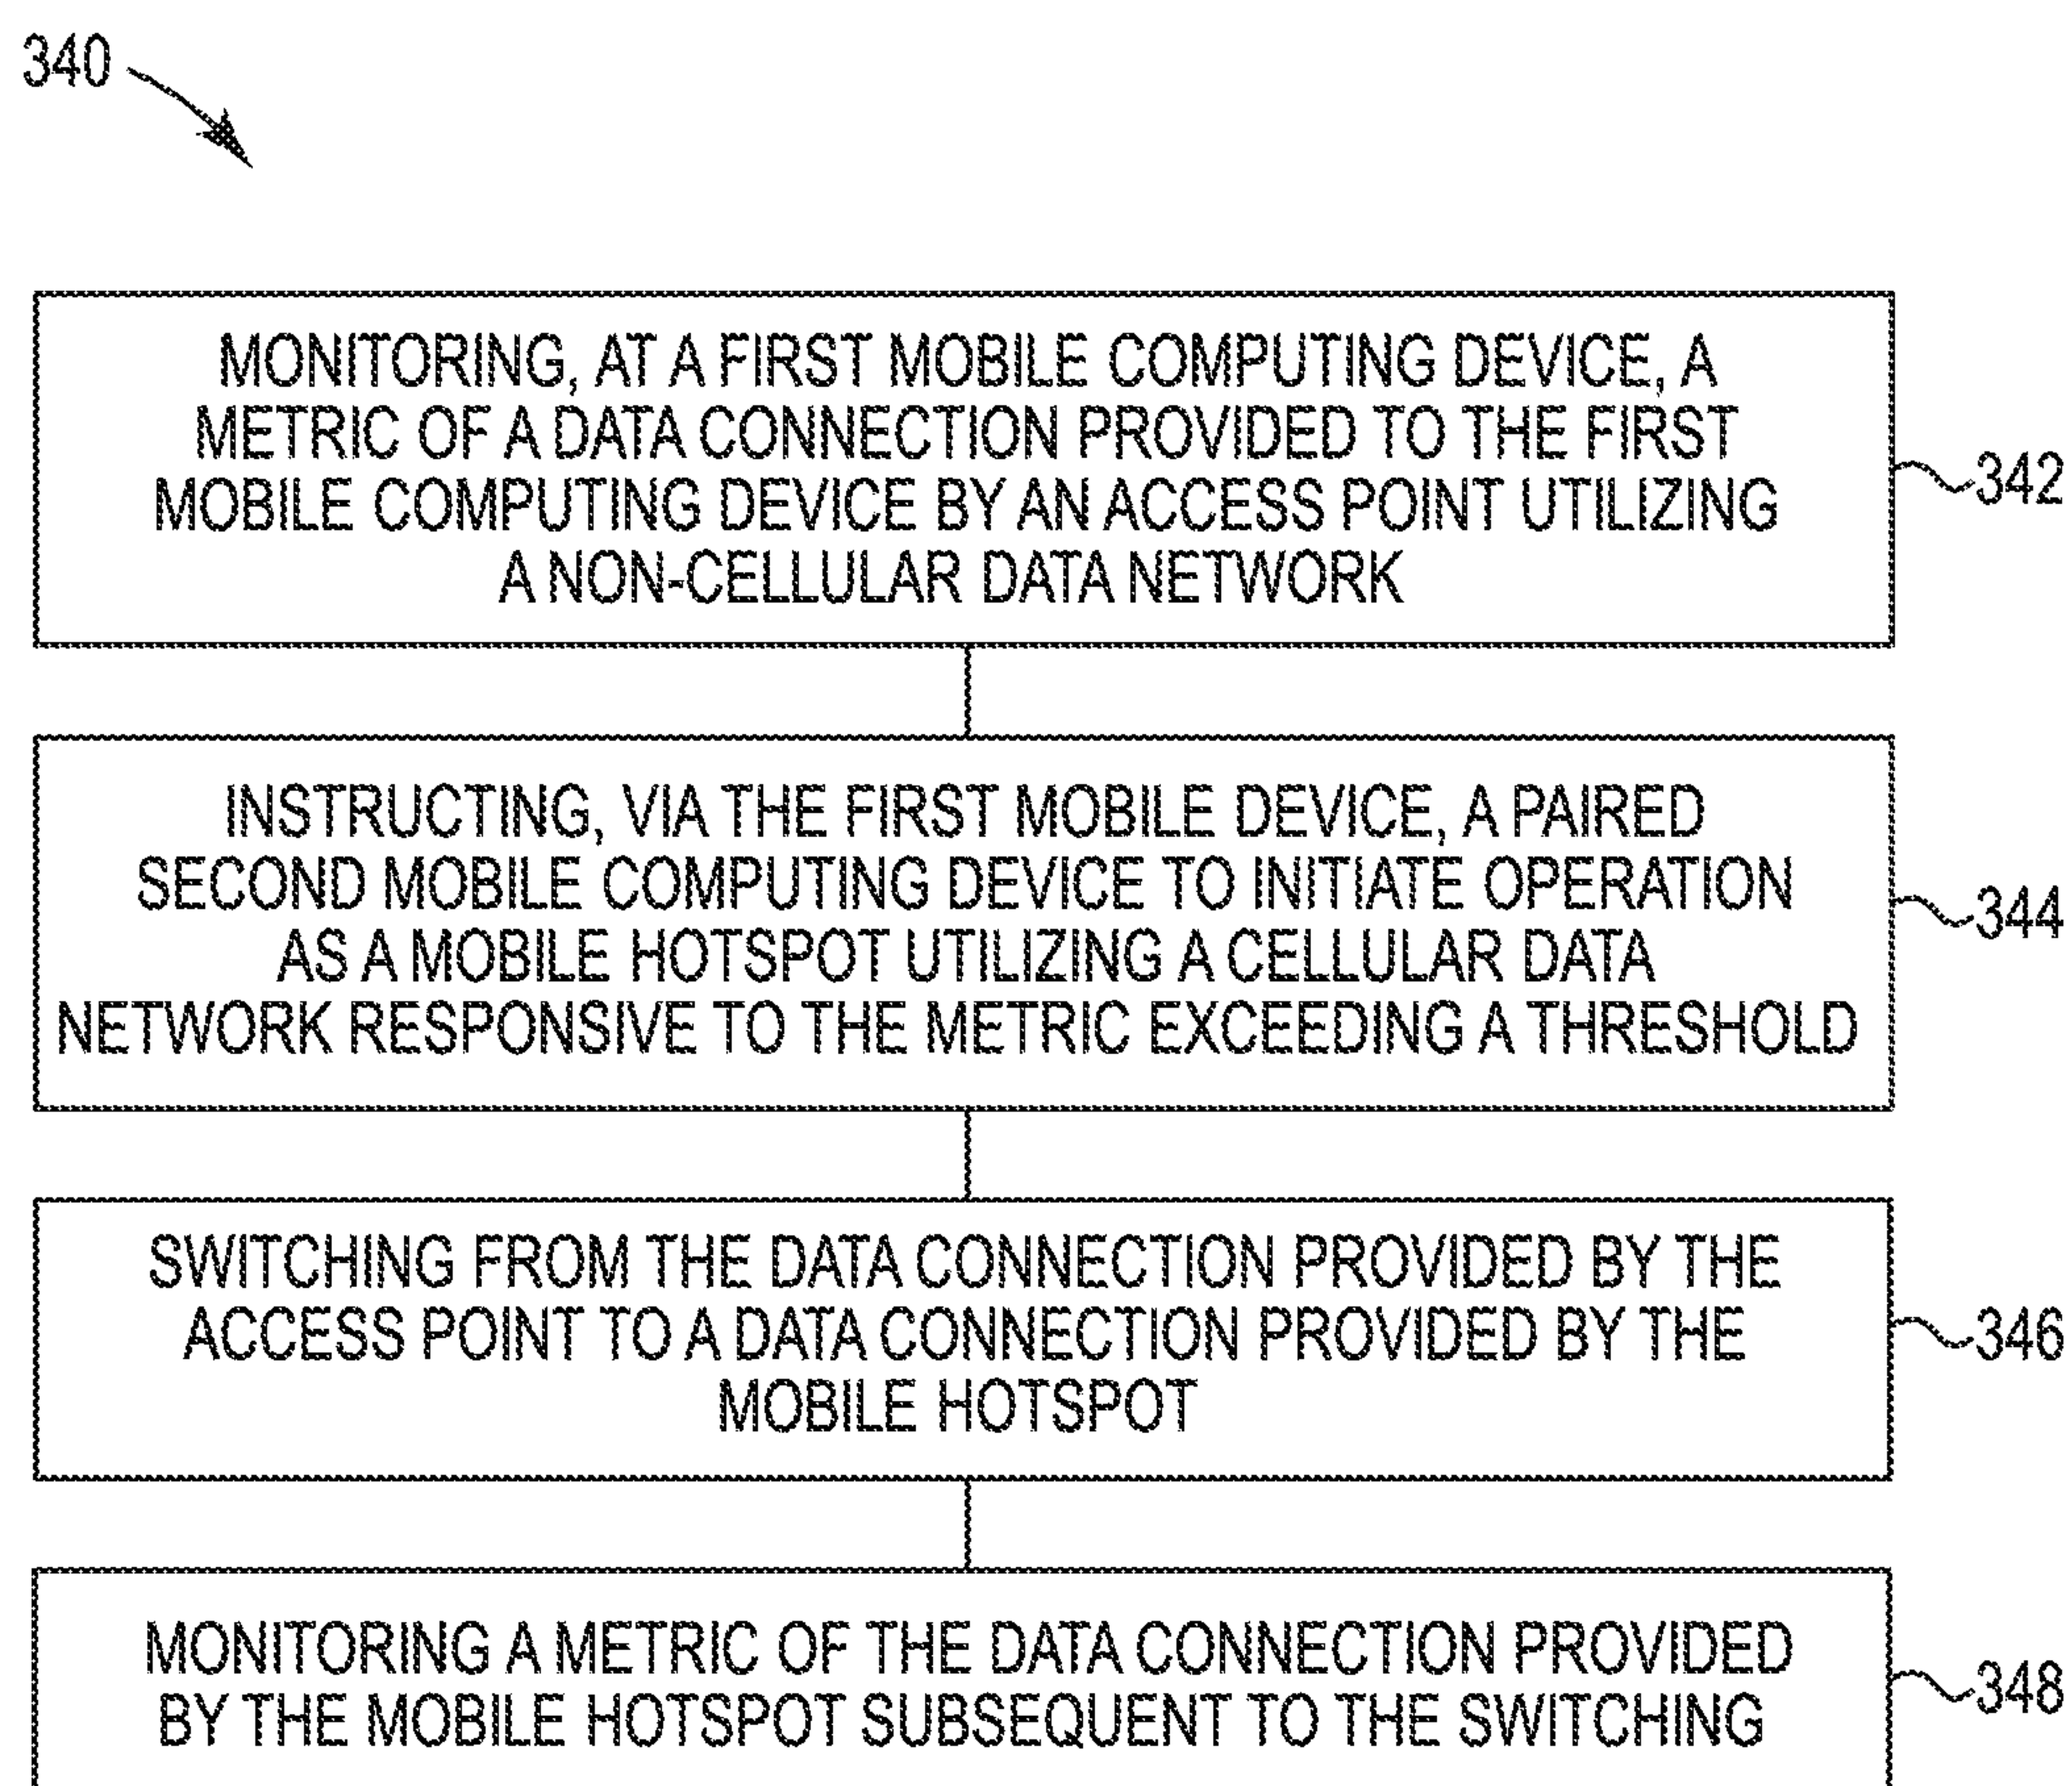 340
MONITORING, AT A FIRST MOBILE COMPUTING DEVICE, A
METRIC OF A DATA CONNECTION PROVIDED TO THE FIRST
MOBILE COMPUTING DEVICE BY AN ACCESS POINT UTILIZING
A NON-CELLULAR DATA NETWORK
342
INSTRUCTING, VIA THE FIRST MOBILE DEVICE, A PAIRED
SECOND MOBILE COMPUTING DEVICE TO INITIATE OPERATION
AS A MOBILE HOTSPOT UTILIZING A CELLULAR DATA
NETWORK RESPONSIVE TO THE METRIC EXCEEDING A THRESHOLD
344
SWITCHING FROM THE DATA CONNECTION PROVIDED BY THE
ACCESS POINT TO A DATA CONNECTION PROVIDED BY THE
MOBILE HOTSPOT
346
MONITORING A METRIC OF THE DATA CONNECTION PROVIDED
BY THE MOBILE HOTSPOT SUBSEQUENT TO THE SWITCHING
348